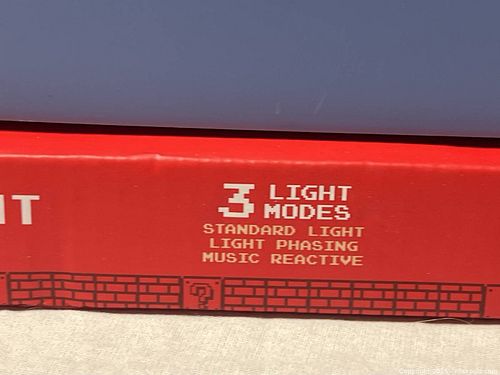 IT
3 LIGHT
MODES
STANDARD LIGHT
LIGHT PHASING
MUSIC REACTIVE
?